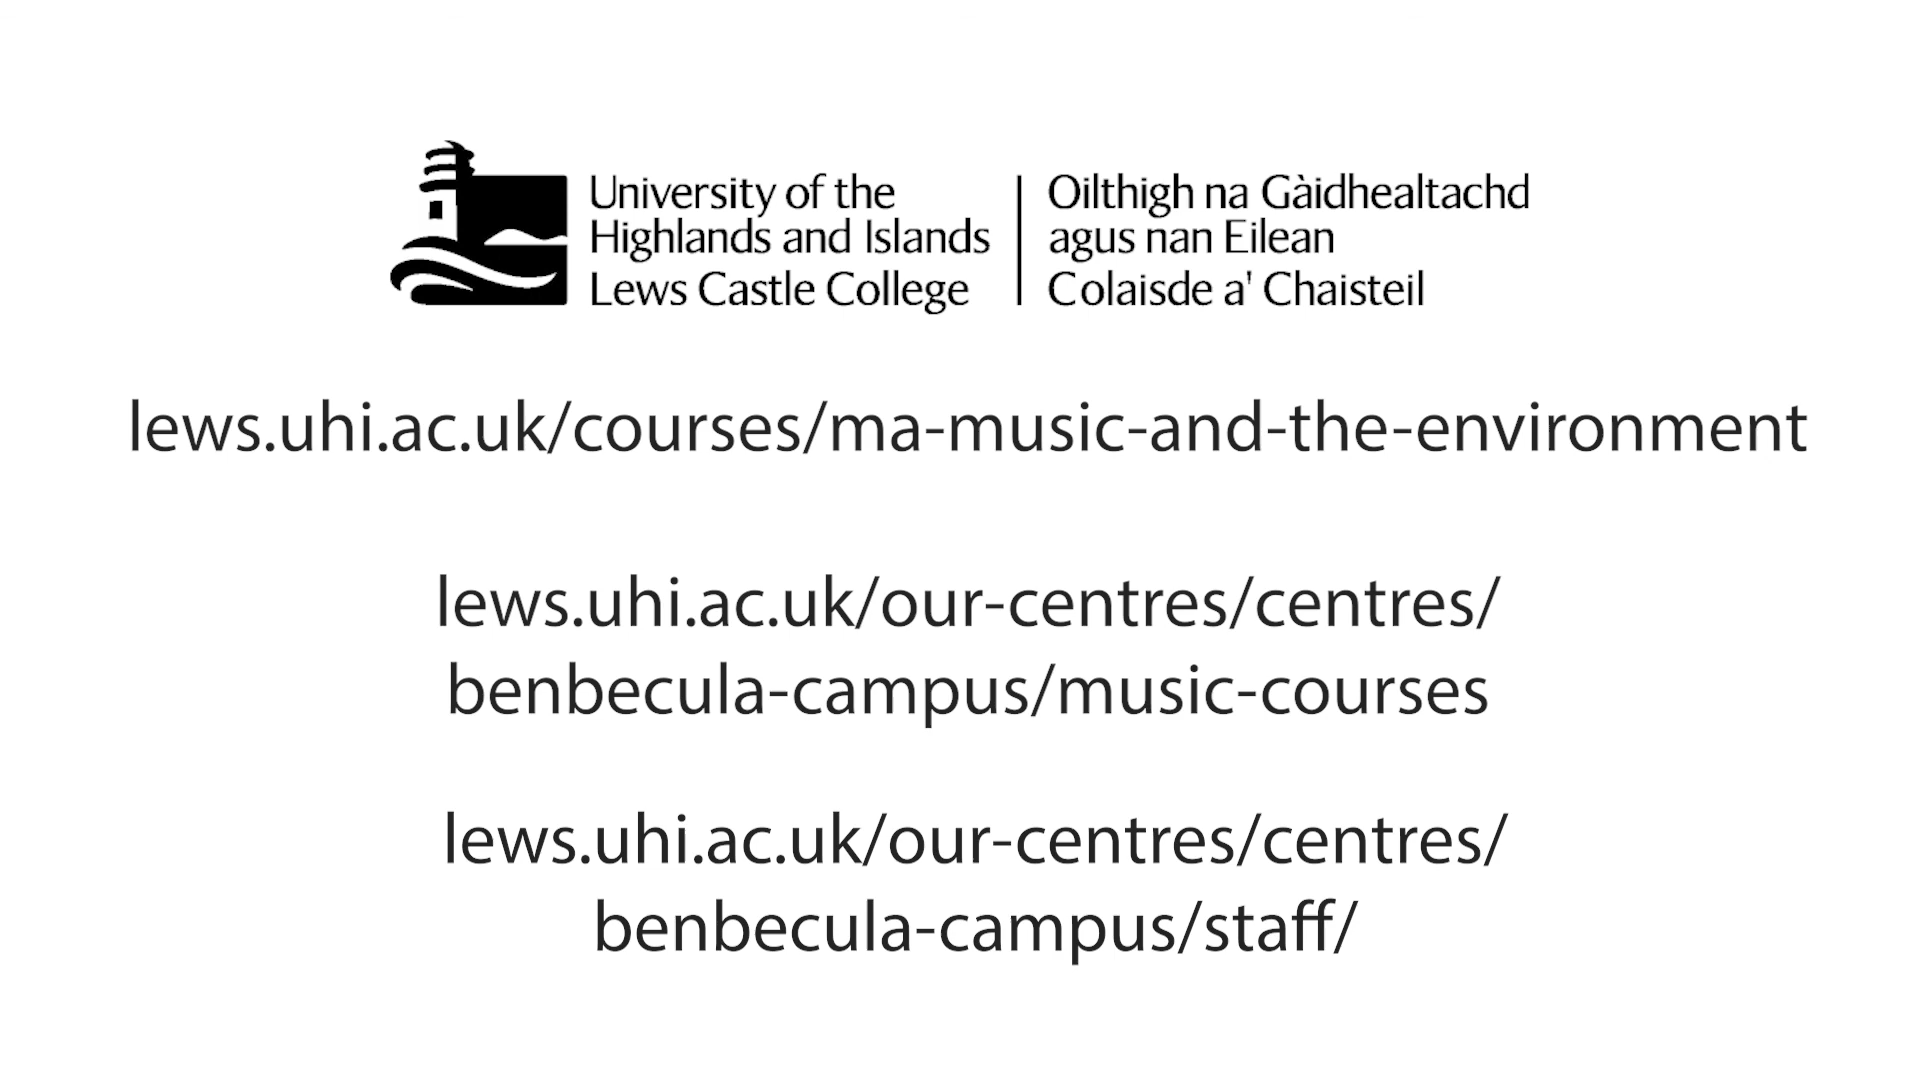 University of the
Highlands and Islands
Lews Castle College
Oilthigh na Gàidhealtachd
agus nan Eilean
Colaisde a' Chaisteil
lews.uhi.ac.uk/courses/ma-music-and-the-environment
lews.uhi.ac.uk/our-centres/centres/
benbecula-campus/music-courses
lews.uhi.ac.uk/our-centres/centres/
benbecula-campus/staff/